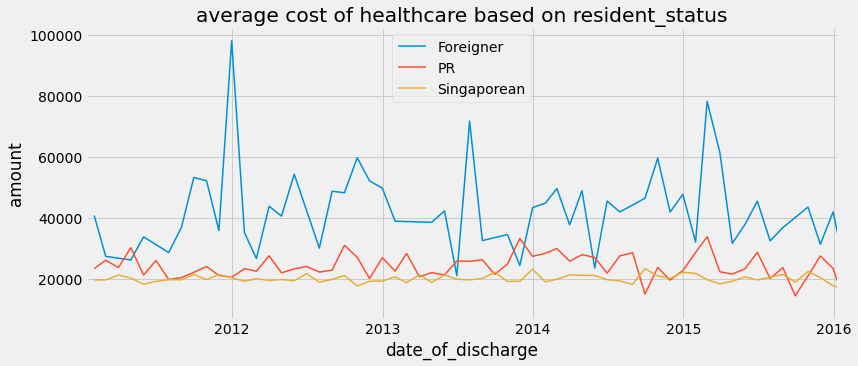 average cost of healthcare based on resident_status
Foreigner
PR
Singaporean
amount
100000
80000
60000
40000
20000
2012 2013 2014 2015 2016
date_of_discharge